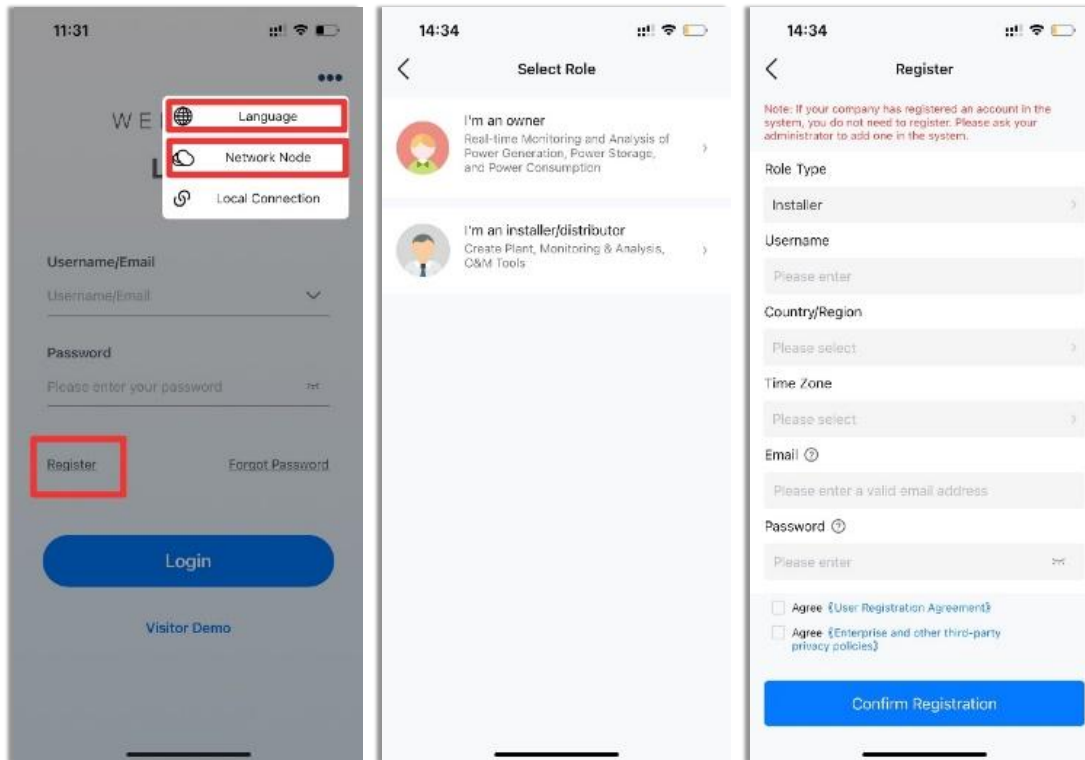 11:31
•••
WE
Language
L
Network Node
Local Connection
Username/Email
Username/Email
Password
Please enter your password
Register
Forgot Password
Login
Visitor Demo
14:34
Select Role
I'm an owner
Real-time Monitoring and Analysis of
Power Generation, Power Storage,
and Power Consumption
I'm an installer/distributor
Create Plant, Monitoring & Analysis,
O&M Tools
14:34
Register
Note: If your company has registered an account in the
system, you do not need to register. Please ask your
administrator to add one in the system.
Role Type
Installer
Username
Please enter
Country/Region
Please select
Time Zone
Please select
Email
Please enter a valid email address
Password
Please enter
Agree 《User Registration Agreement》
Agree 《Enterprise and other third-party
privacy policies》
Confirm Registration